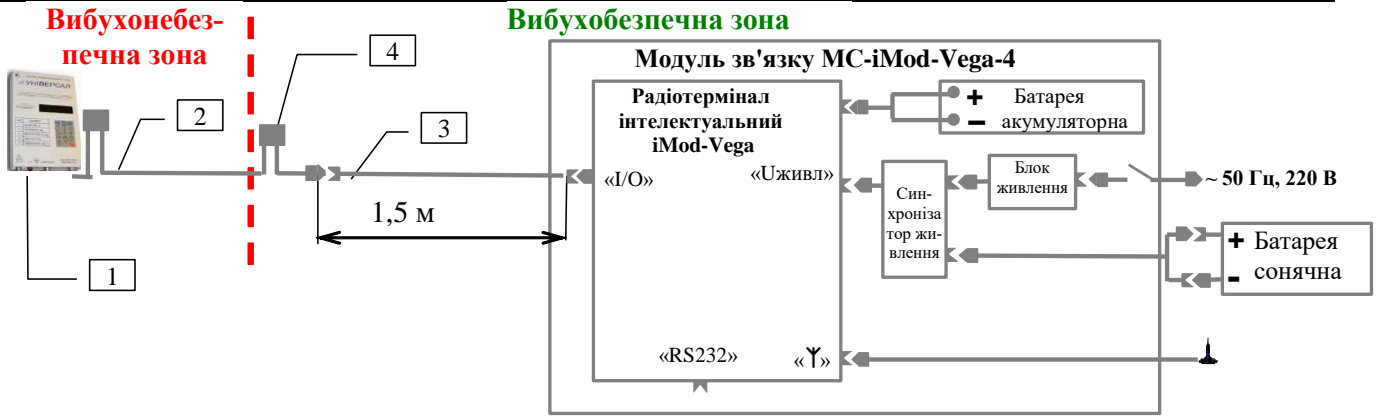 Вибухонебез-
печна зона
Вибухобезпечна зона
Модуль зв'язку МС-iMod-Vega-4
УНІВЕРСАЛ
1
2
3
4
1,5 м
Радіотермінал
інтелектуальний
iMod-Vega
«I/O»
«Uживл»
«RS232»
« »
+ Батарея
− акумуляторна
Син-
хроніза
тор жи-
влення
Блок
живлення
~ 50 Гц, 220 В
+ Батарея
- сонячна